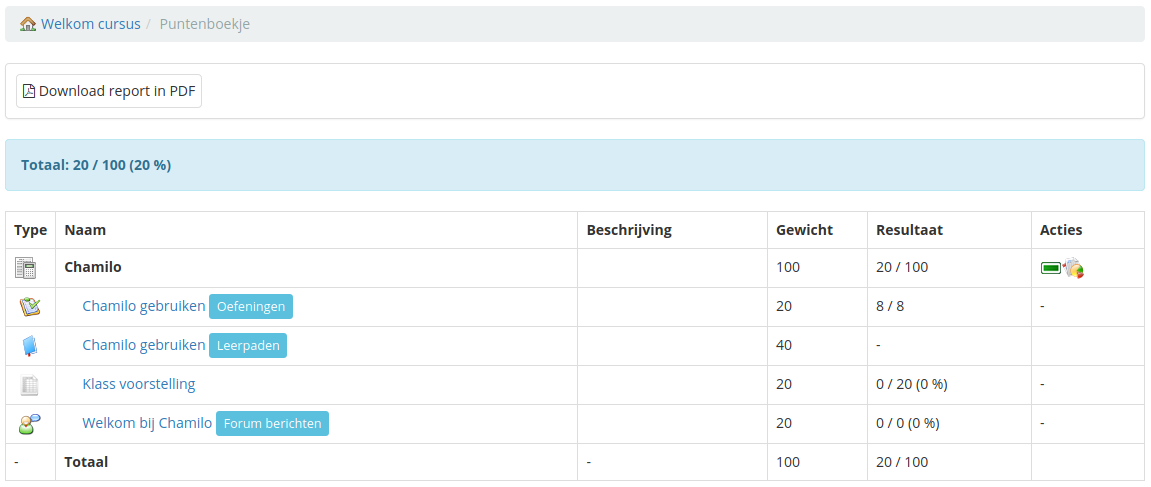 Welkom cursus / Puntenboekje
Download report in PDF
Totaal: 20 / 100 (20 %)
Type Naam Beschrijving Gewicht Resultaat Acties
Chamilo 100 20 / 100
Chamilo gebruiken Oefeningen 20 8 / 8 -
Chamilo gebruiken Leerpaden 40 -
Klass voorstelling 20 0 / 20 (0 %) -
Welkom bij Chamilo Forum berichten 20 0 / 0 (0 %) -
- Totaal - 100 20 / 100